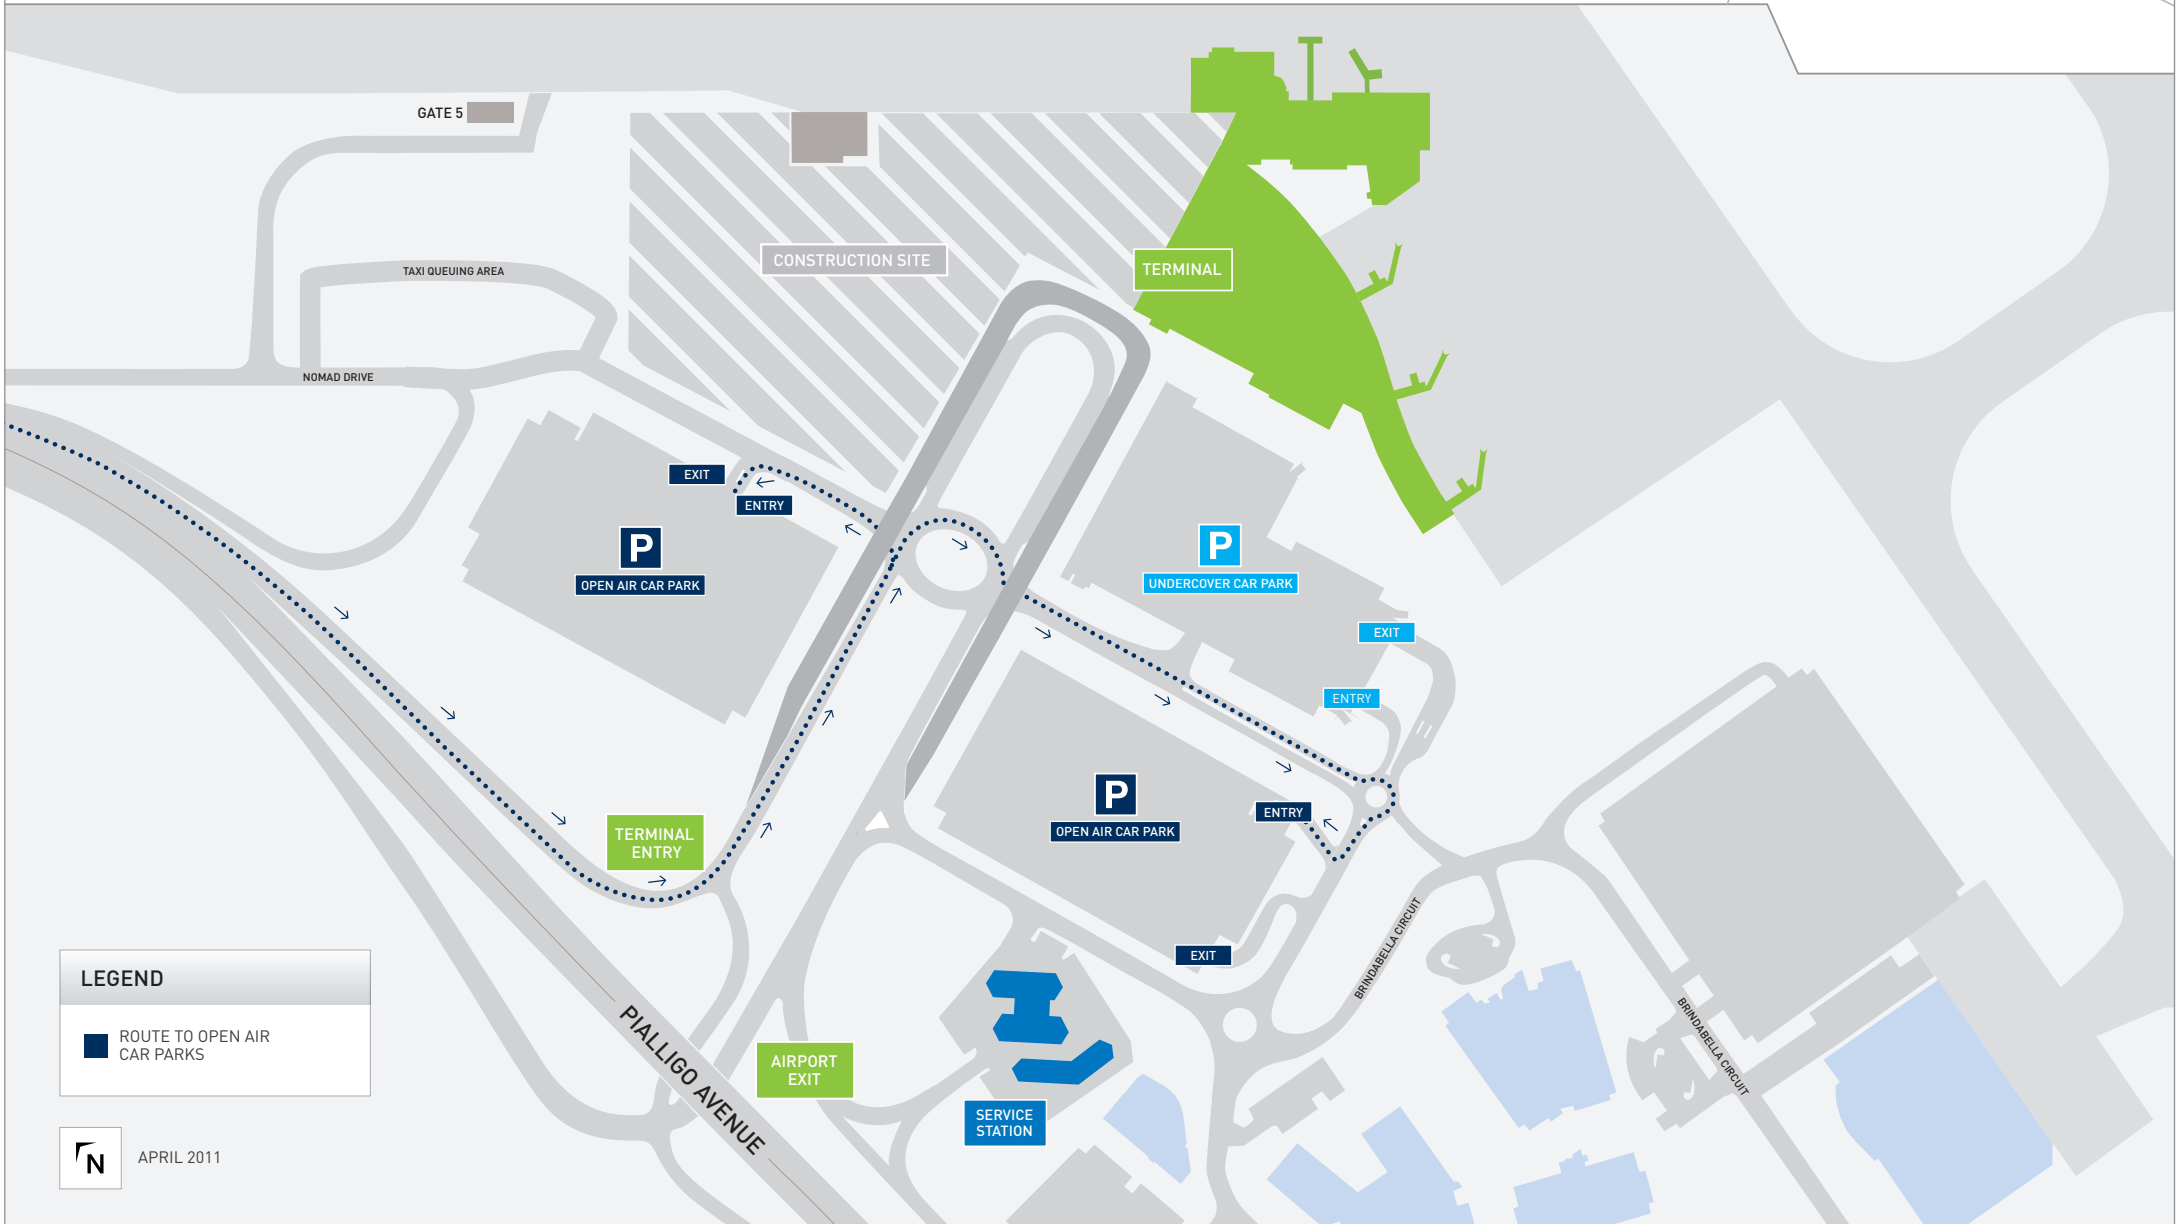 GATE 5
CONSTRUCTION SITE
TERMINAL
TAXI QUEUING AREA
NOMAD DRIVE
EXIT
ENTRY
P
OPEN AIR CAR PARK
P
UNDERCOVER CAR PARK
EXIT
ENTRY
P
OPEN AIR CAR PARK
ENTRY
EXIT
TERMINAL
ENTRY
BRINDABELLA CIRCUIT
BRINDABELLA CIRCUIT
PIALLIGO AVENUE
AIRPORT
EXIT
SERVICE
STATION
LEGEND
ROUTE TO OPEN AIR
CAR PARKS
N
APRIL 2011